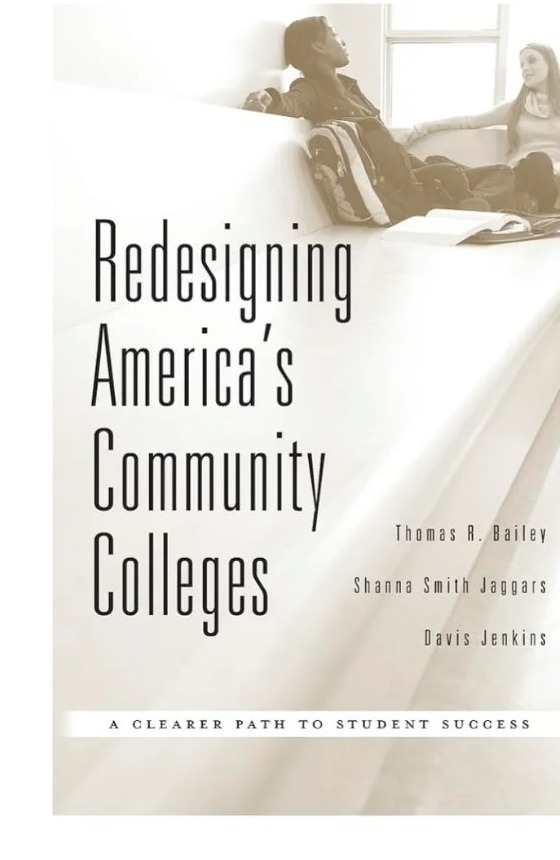 Redesigning
America's
Community
Colleges
Thomas R. Bailey
Shanna Smith Jaggars
Davis Jenkins
A CLEARER PATH TO STUDENT SUCCESS